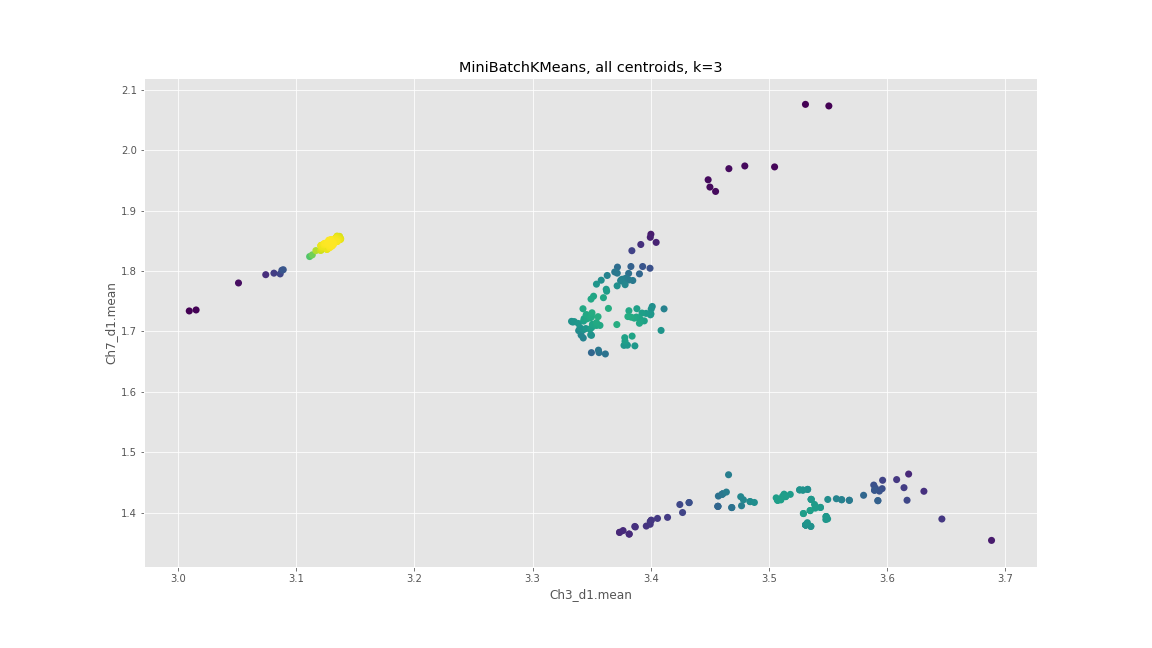 MiniBatchKMeans, all centroids, k=3
2.1
2.0
1.9
1.8
1.7
1.6
1.5
1.4
Ch7_d1.mean
3.0 3.1 3.2 3.3 3.4 3.5 3.6 3.7
Ch3_d1.mean